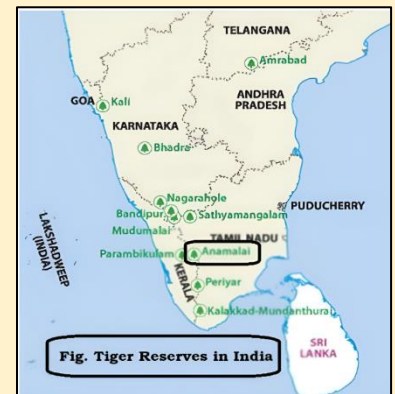 TELANGANA
Amrabad
ANDHRA
PRADESH
GOA
Kali
KARNATAKA
Bhadra
Nagarahole
Bandipur
Sathyamangalam
Mudumalai
PUDUCHERRY
TAMIL NADU
LAKSHADWEEP
(INDIA)
Parambikulam
Anamalai
KERALA
Periyar
Kalakkad-Mundanthurai
SRI
LANKA
Fig. Tiger Reserves in India